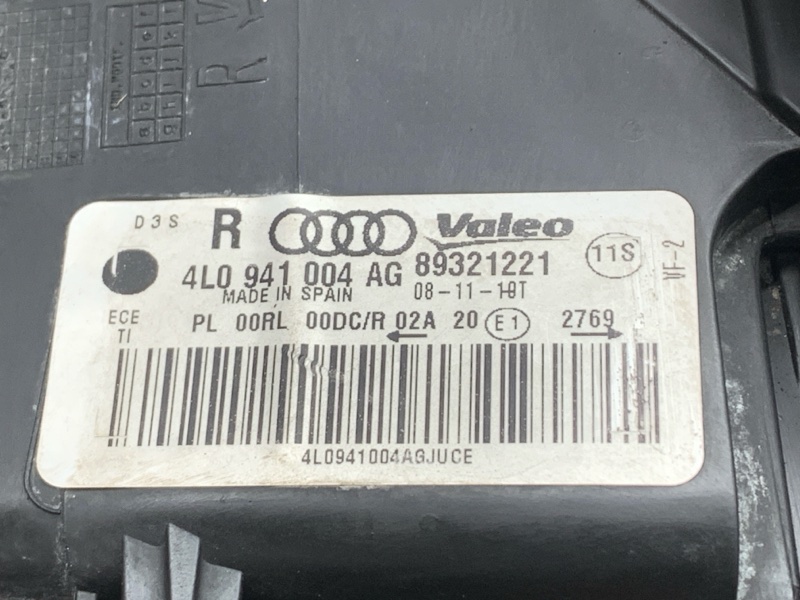 R V
a b c d e f
g h i j k l
D3S
R Valeo
4L0 941 004 AG 89321221
11S
MADE IN SPAIN 08-11-10T
VF-2
ECE TI PL 00RL 00DC/R 02A 20 E1 2769
4L0941004AGJUCE